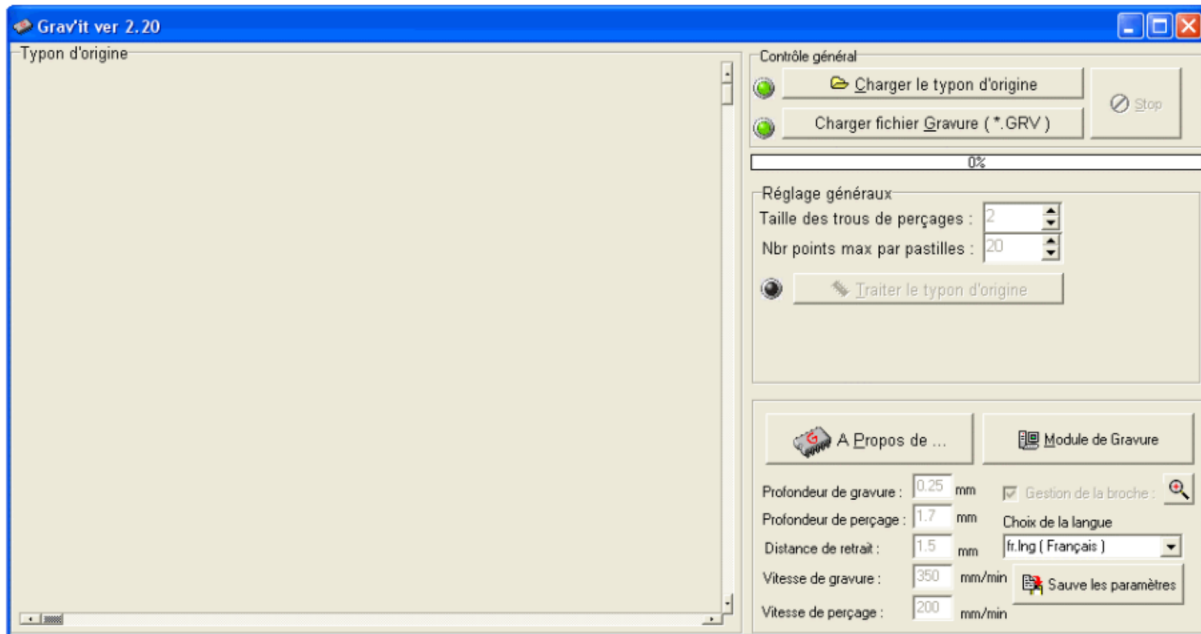 Grav'it ver 2.20
Typon d'origine
Contrôle général
Charger le typon d'origine
Stop
Charger fichier Gravure ( *.GRV )
0%
Réglage généraux
Taille des trous de perçages : 2
Nbr points max par pastilles : 20
Traiter le typon d'origine
A Propos de ...
Module de Gravure
Profondeur de gravure : 0.25 mm
Gestion de la broche :
Profondeur de perçage : 1.7 mm
Choix de la langue
Distance de retrait : 1.5 mm
fr.lng ( Français )
Vitesse de gravure : 350 mm/min
Sauve les paramètres
Vitesse de perçage : 200 mm/min